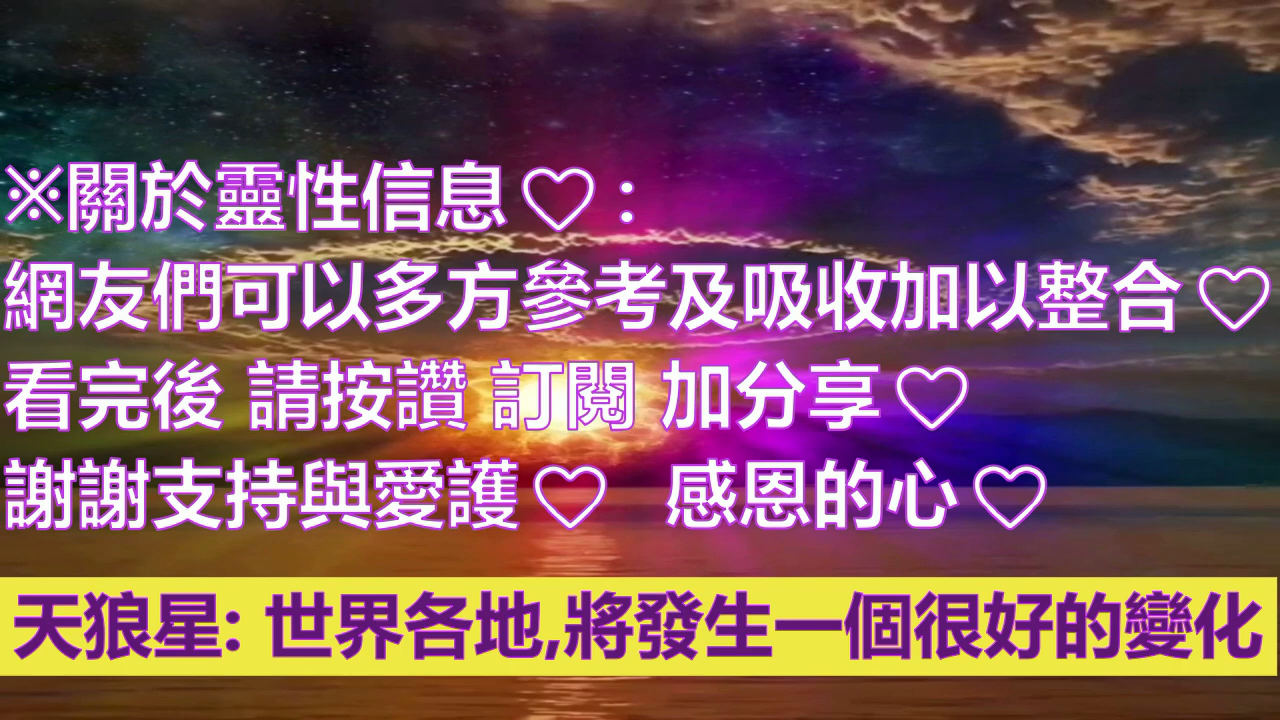 ※關於靈性信息♡:
網友們可以多方參考及吸收加以整合♡
看完後 請按讚 訂閱 加分享♡
謝謝支持與愛護♡ 感恩的心♡
天狼星: 世界各地,將發生一個很好的變化